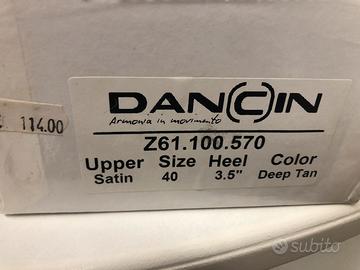 DANCIN
Armonia in movimento
114.00
Z61.100.570
Upper Size Heel Color
Satin 40 3.5" Deep Tan
subito